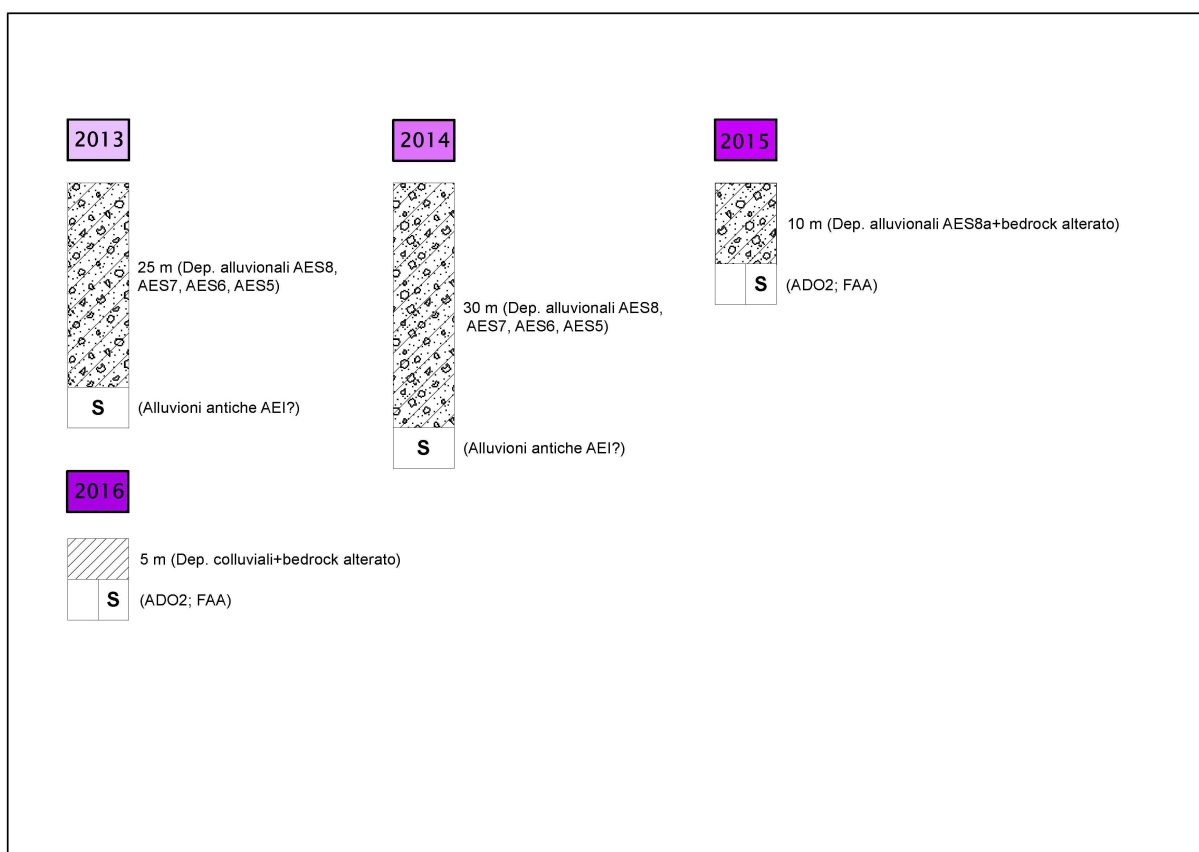 2013
25 m (Dep. alluvionali AES8,
AES7, AES6, AES5)
S
(Alluvioni antiche AEI?)
2014
30 m (Dep. alluvionali AES8,
AES7, AES6, AES5)
S
(Alluvioni antiche AEI?)
2015
10 m (Dep. alluvionali AES8a+bedrock alterato)
S
(ADO2; FAA)
2016
5 m (Dep. colluviali+bedrock alterato)
S
(ADO2; FAA)